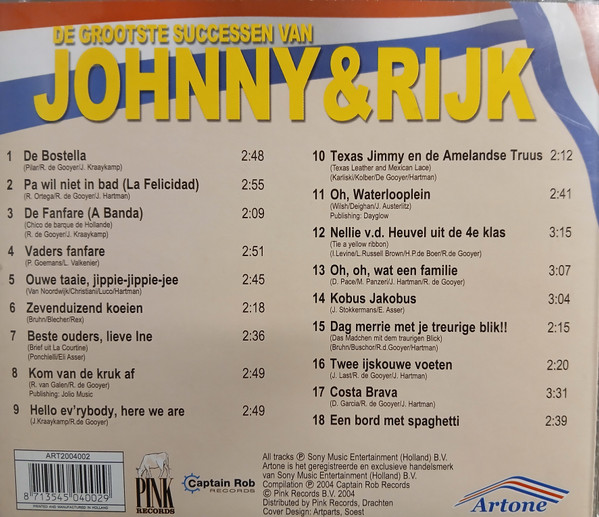 DE GROOTSTE SUCCESSEN VAN
JOHNNY&RIJK
1 De Bostella 2:48
(Pilar/R. de Gooyer/J. Kraaykamp)
2 Pa wil niet in bad (La Felicidad) 2:55
(R. Ortega/R. de Gooyer/J. Hartman)
3 De Fanfare (A Banda) 2:09
(Chico de barque de Hollande)
(R. de Gooyer/J. Kraaykamp)
4 Vaders fanfare 2:51
(P. Goemans/L. Valkenier)
5 Ouwe taaie, jippie-jippie-jee 2:45
(Van Noordwijk/Christiani/Luco/Hartman)
6 Zevenduizend koeien 2:18
(Bruhn/Blecher/Rex)
7 Beste ouders, lieve Ine 2:36
(Brief uit La Courtine)
(Ponchielli/Eli Asser)
8 Kom van de kruk af 2:49
(R. van Galen/R. de Gooyer)
Publishing: Jolio Music
9 Hello ev'rybody, here we are 2:49
(J.Kraaykamp/R.de Gooyer)
10 Texas Jimmy en de Amelandse Truus 2:12
(Texas Leather and Mexican Lace)
(Karliski/Kolber/De Gooyer/Hartman)
11 Oh, Waterlooplein 2:41
(Wilsh/Deighan/J. Austerlitz)
Publishing: Dayglow
12 Nellie v.d. Heuvel uit de 4e klas 3:15
(Tie a yellow ribbon)
(I.Levine/L.Russell Brown/H.P.de Boer/R.de Gooyer)
13 Oh, oh, wat een familie 3:07
(D. Pace/M. Panzeri/J. Hartman/R. de Gooyer)
14 Kobus Jakobus 3:04
(J. Stokkermans/E. Asser)
15 Dag merrie met je treurige blik!! 2:15
(Das Mädchen mit dem traurigen Blick)
(Bruhn/Buschor/R.d.Gooyer/Hartman)
16 Twee ijskouwe voeten 2:20
(J. Last/R. de Gooyer/J. Hartman)
17 Costa Brava 3:31
(D. Garcia/R. de Gooyer/J. Hartman)
18 Een bord met spaghetti 2:39
ART2004002
8 713545 040029
PRINTED AND MANUFACTURED IN HOLLAND
PINK
RECORDS
Captain Rob
RECORDS
All tracks ℗ Sony Music Entertainment (Holland) B.V.
Artone is het geregistreerde en exclusieve handelsmerk
van Sony Music Entertainment (Holland) B.V.
Compilation ℗ 2004 Captain Rob Records
© Pink Records B.V. 2004
Distributed by Pink Records, Drachten
Cover Design: Artparts, Soest
Artone